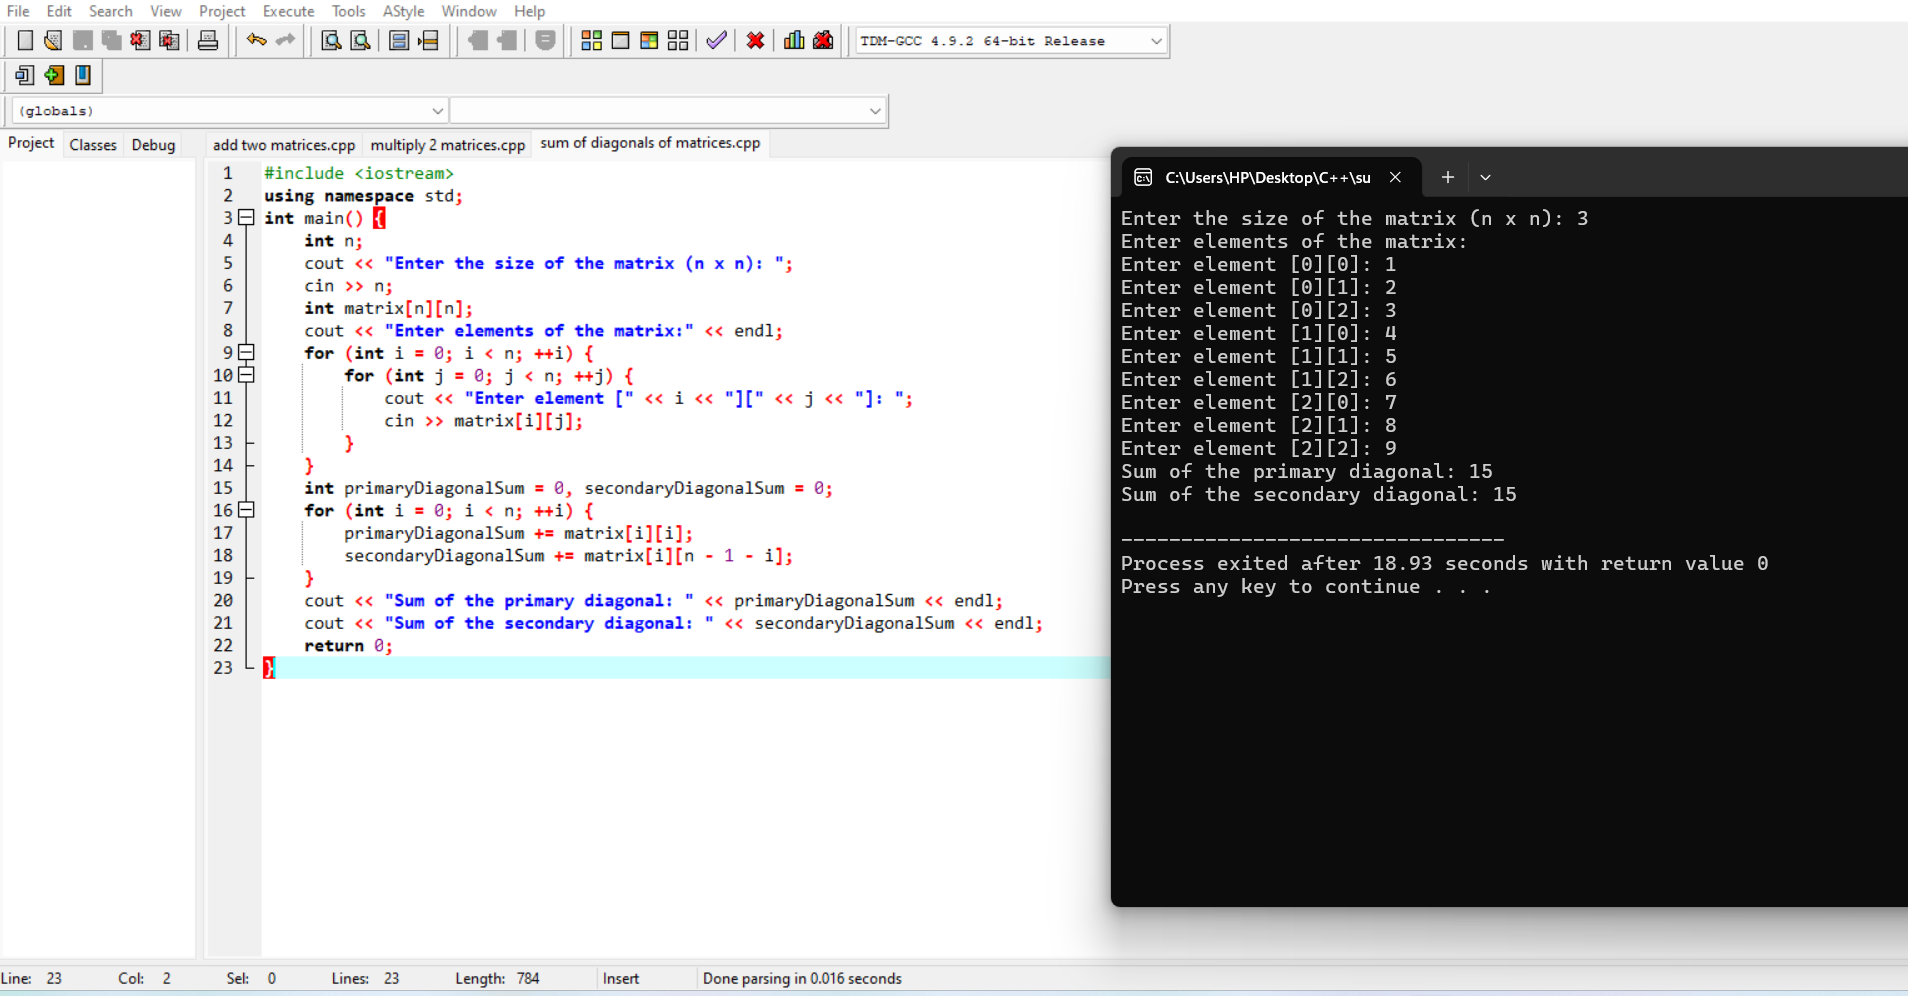 File Edit Search View Project Execute Tools AStyle Window Help
TDM-GCC 4.9.2 64-bit Release
(globals)
Project Classes Debug
add two matrices.cpp multiply 2 matrices.cpp sum of diagonals of matrices.cpp
1 #include <iostream>
2 using namespace std;
3 int main() {
4 int n;
5 cout << "Enter the size of the matrix (n x n): ";
6 cin >> n;
7 int matrix[n][n];
8 cout << "Enter elements of the matrix:" << endl;
9 for (int i = 0; i < n; ++i) {
10 for (int j = 0; j < n; ++j) {
11 cout << "Enter element [" << i << "][" << j << "]: ";
12 cin >> matrix[i][j];
13 }
14 }
15 int primaryDiagonalSum = 0, secondaryDiagonalSum = 0;
16 for (int i = 0; i < n; ++i) {
17 primaryDiagonalSum += matrix[i][i];
18 secondaryDiagonalSum += matrix[i][n - 1 - i];
19 }
20 cout << "Sum of the primary diagonal: " << primaryDiagonalSum << endl;
21 cout << "Sum of the secondary diagonal: " << secondaryDiagonalSum << endl;
22 return 0;
23 }
C:\Users\HP\Desktop\C++\su
Enter the size of the matrix (n x n): 3
Enter elements of the matrix:
Enter element [0][0]: 1
Enter element [0][1]: 2
Enter element [0][2]: 3
Enter element [1][0]: 4
Enter element [1][1]: 5
Enter element [1][2]: 6
Enter element [2][0]: 7
Enter element [2][1]: 8
Enter element [2][2]: 9
Sum of the primary diagonal: 15
Sum of the secondary diagonal: 15
--------------------------------
Process exited after 18.93 seconds with return value 0
Press any key to continue . . .
Line: 23 Col: 2 Sel: 0 Lines: 23 Length: 784 Insert Done parsing in 0.016 seconds